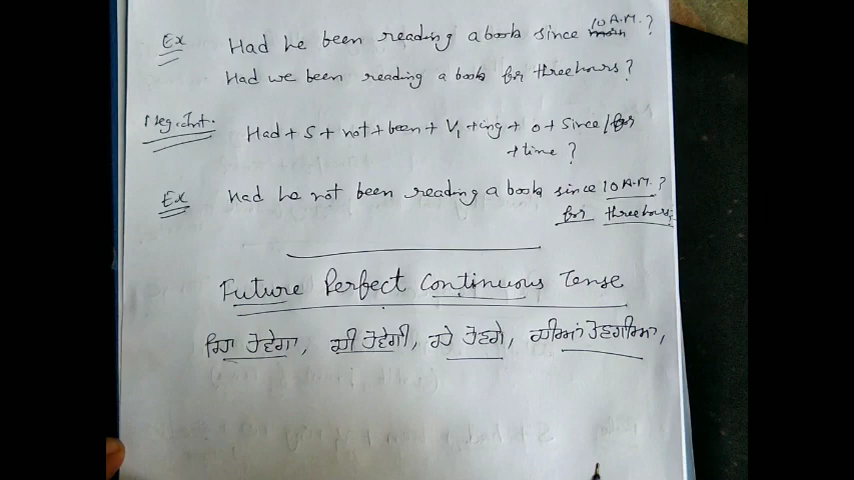 Ex Had he been reading a book since 10 A.M. ?
Had we been reading a book for three hours ?
Neg. Int. Had + S + not + been + V1 + ing + o + Since / for
+ time ?
Ex Had he not been reading a book since 10 A.M. ?
for three hours
Future Perfect Continuous Tense
ਰਿਹਾ ਹੋਵੇਗਾ, ਰਹੀ ਹੋਵੇਗੀ, ਰਹੇ ਹੋਣਗੇ, ਰਹੀਆਂ ਹੋਣਗੀਆਂ,